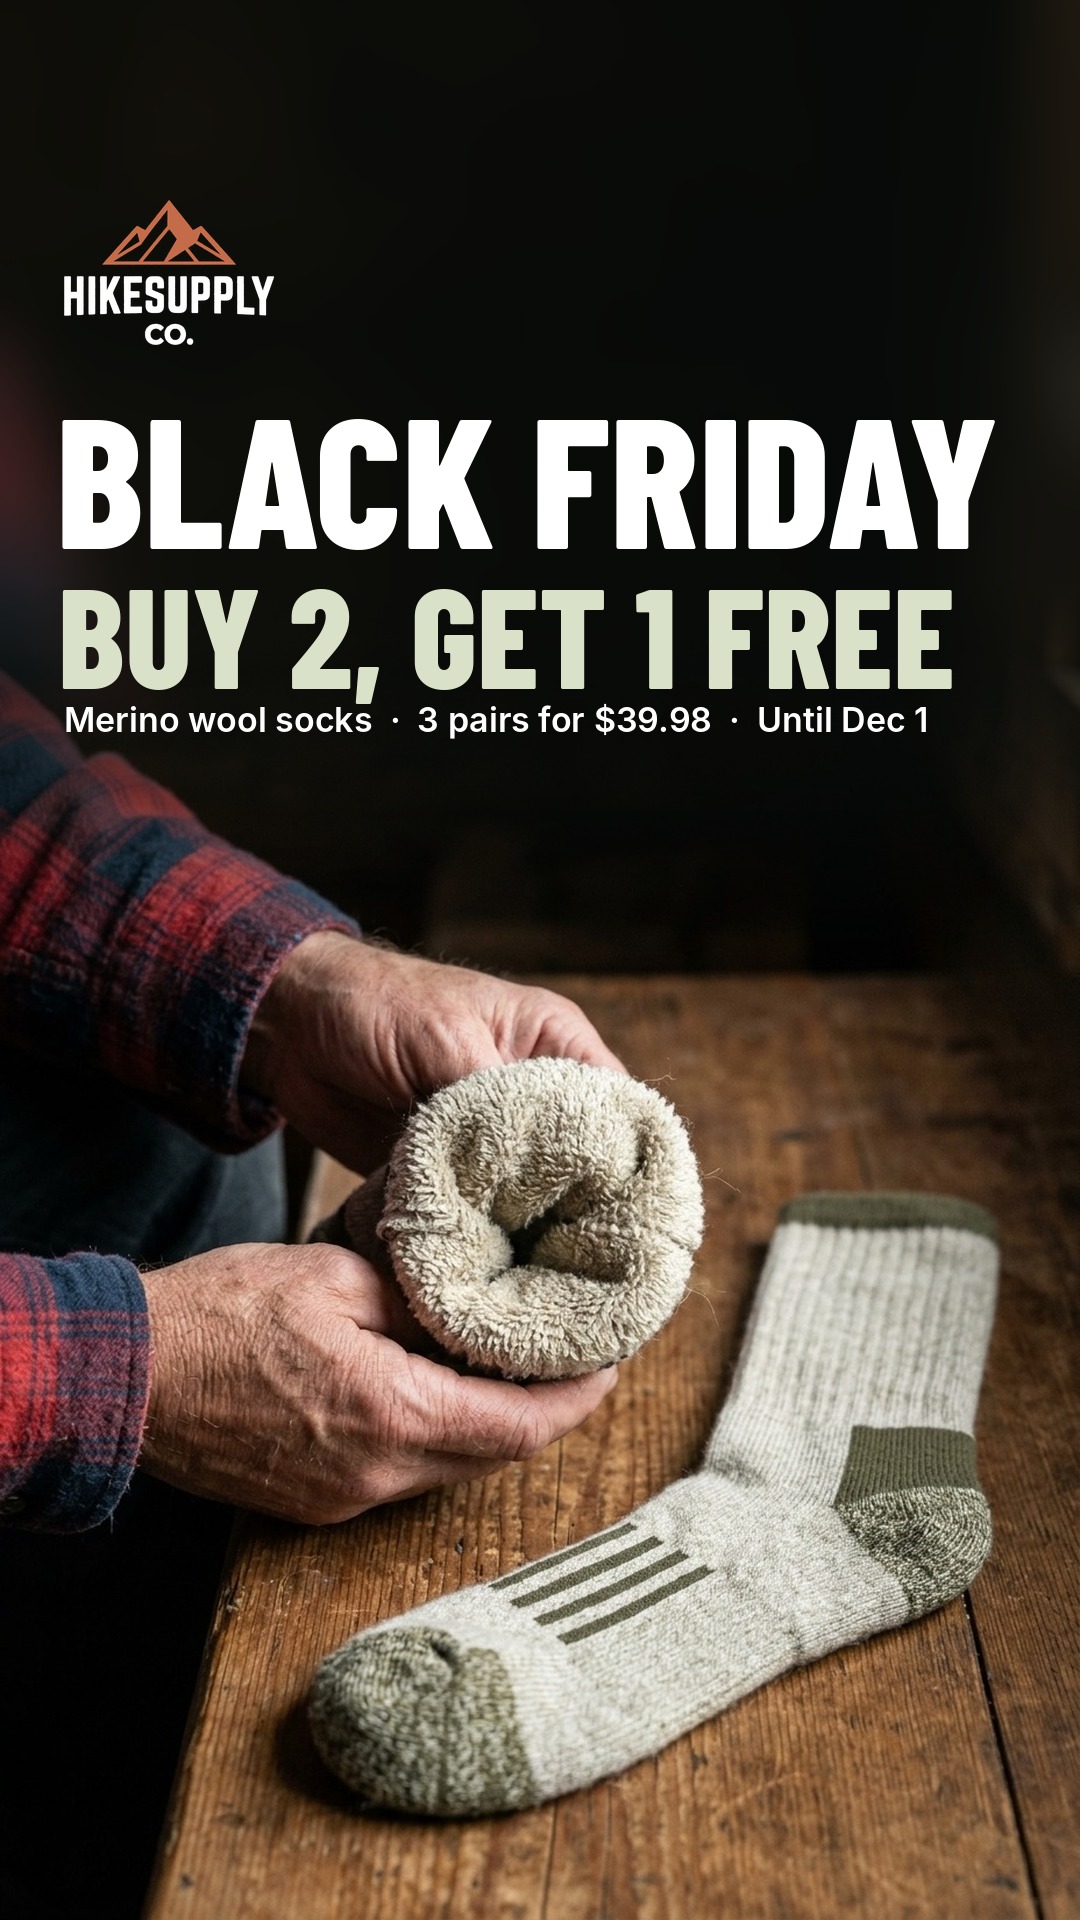 HIKESUPPLY
CO.
BLACK FRIDAY
BUY 2, GET 1 FREE
Merino wool socks · 3 pairs for $39.98 · Until Dec 1